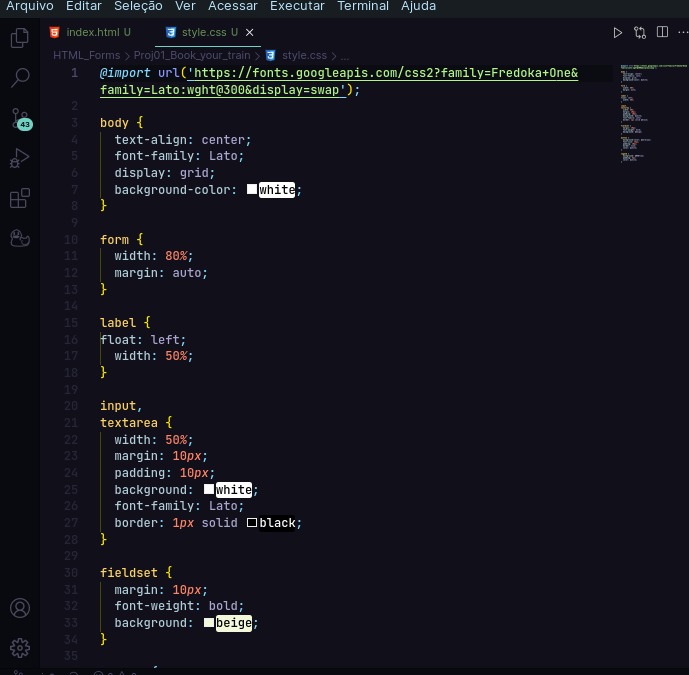 Arquivo Editar Seleção Ver Acessar Executar Terminal Ajuda
index.html U style.css U
HTML_Forms > Proj01_Book_your_train > style.css > ...
1 @import url('https://fonts.googleapis.com/css2?family=Fredoka+One&
family=Lato:wght@300&display=swap');
2
3 body {
4 text-align: center;
5 font-family: Lato;
6 display: grid;
7 background-color: white;
8 }
9
10 form {
11 width: 80%;
12 margin: auto;
13 }
14
15 label {
16 float: left;
17 width: 50%;
18 }
19
20 input,
21 textarea {
22 width: 50%;
23 margin: 10px;
24 padding: 10px;
25 background: white;
26 font-family: Lato;
27 border: 1px solid black;
28 }
29
30 fieldset {
31 margin: 10px;
32 font-weight: bold;
33 background: beige;
34 }
35
43